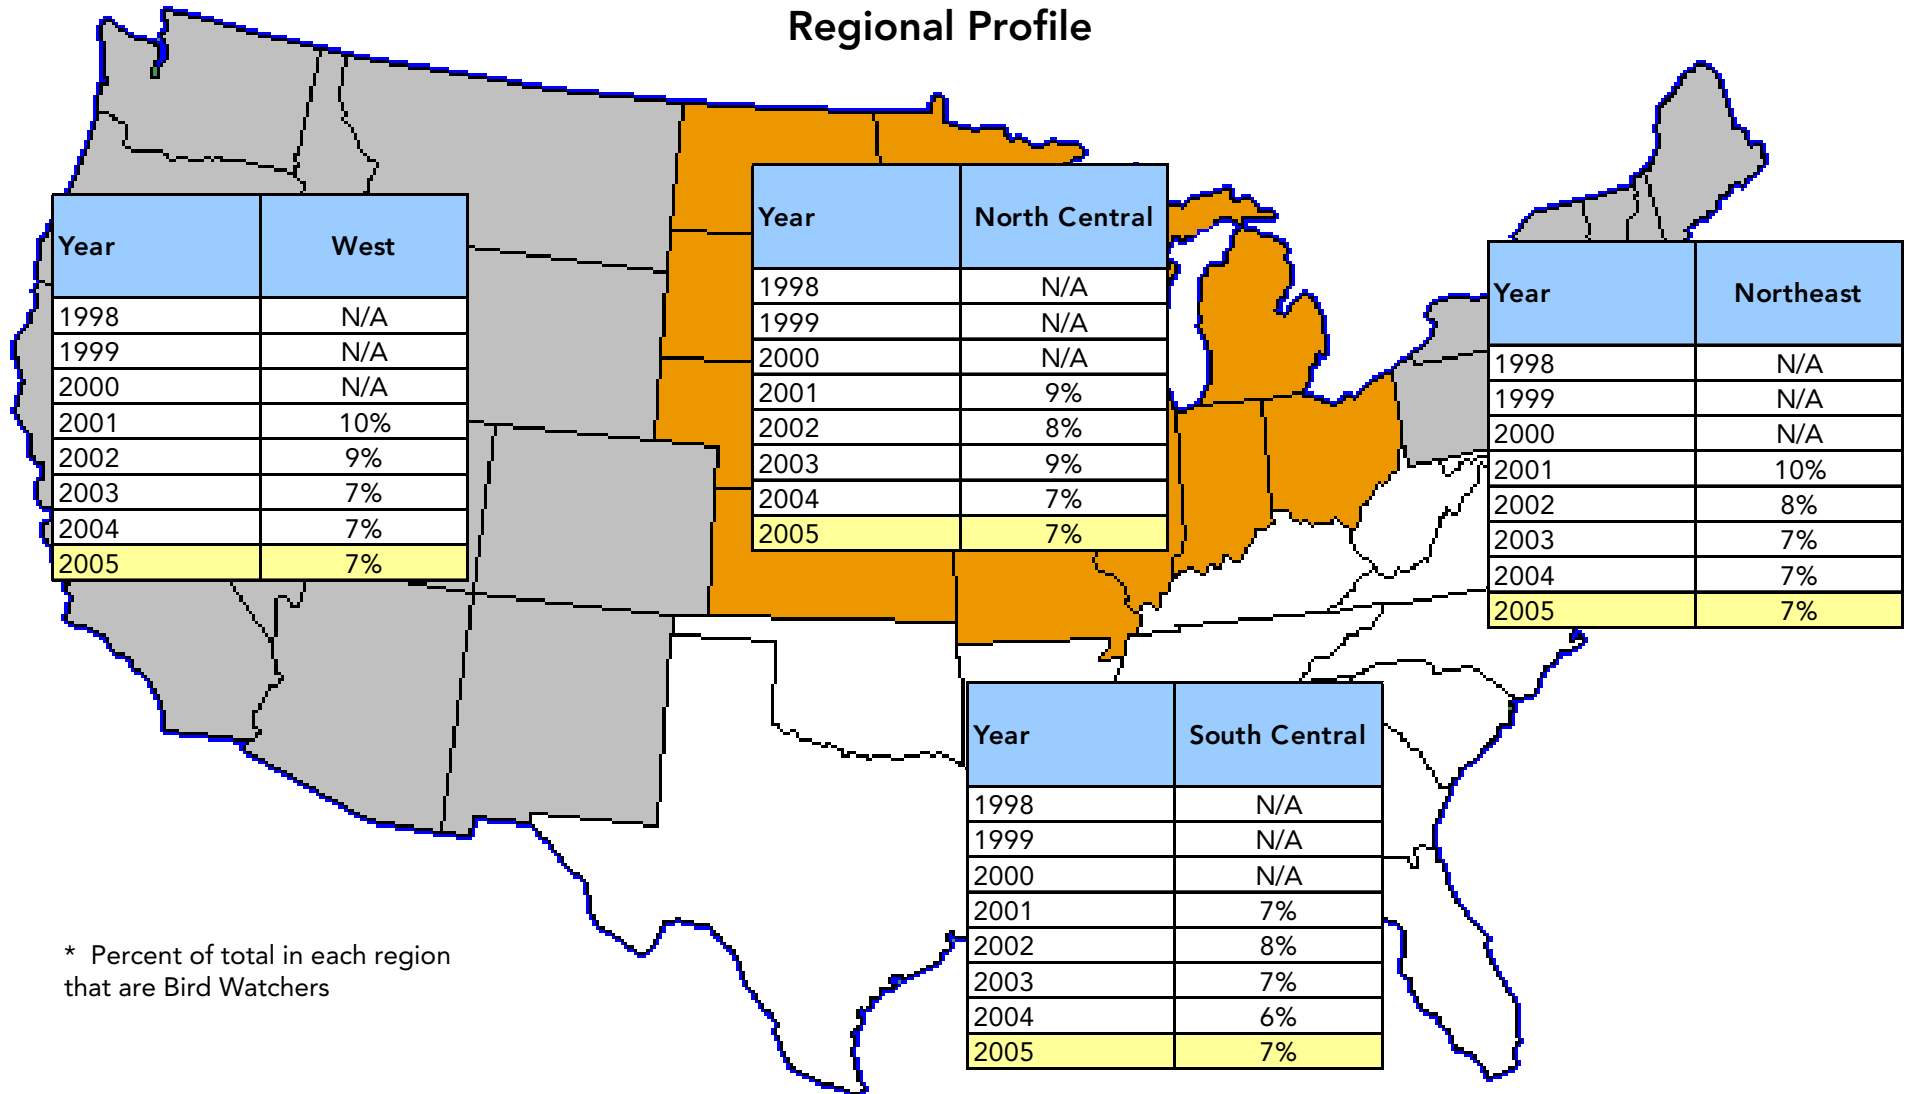 Regional Profile
Year West
1998 N/A
1999 N/A
2000 N/A
2001 10%
2002 9%
2003 7%
2004 7%
2005 7%
Year North Central
1998 N/A
1999 N/A
2000 N/A
2001 9%
2002 8%
2003 9%
2004 7%
2005 7%
Year Northeast
1998 N/A
1999 N/A
2000 N/A
2001 10%
2002 8%
2003 7%
2004 7%
2005 7%
Year South Central
1998 N/A
1999 N/A
2000 N/A
2001 7%
2002 8%
2003 7%
2004 6%
2005 7%
* Percent of total in each region
that are Bird Watchers